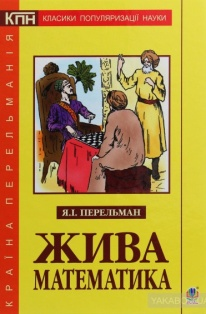 КПН КЛАСИКИ ПОПУЛЯРИЗАЦІЇ НАУКИ
КРАЇНА ПЕРЕЛЬМАНІЯ
Я.І. ПЕРЕЛЬМАН
ЖИВА
МАТЕМАТИКА